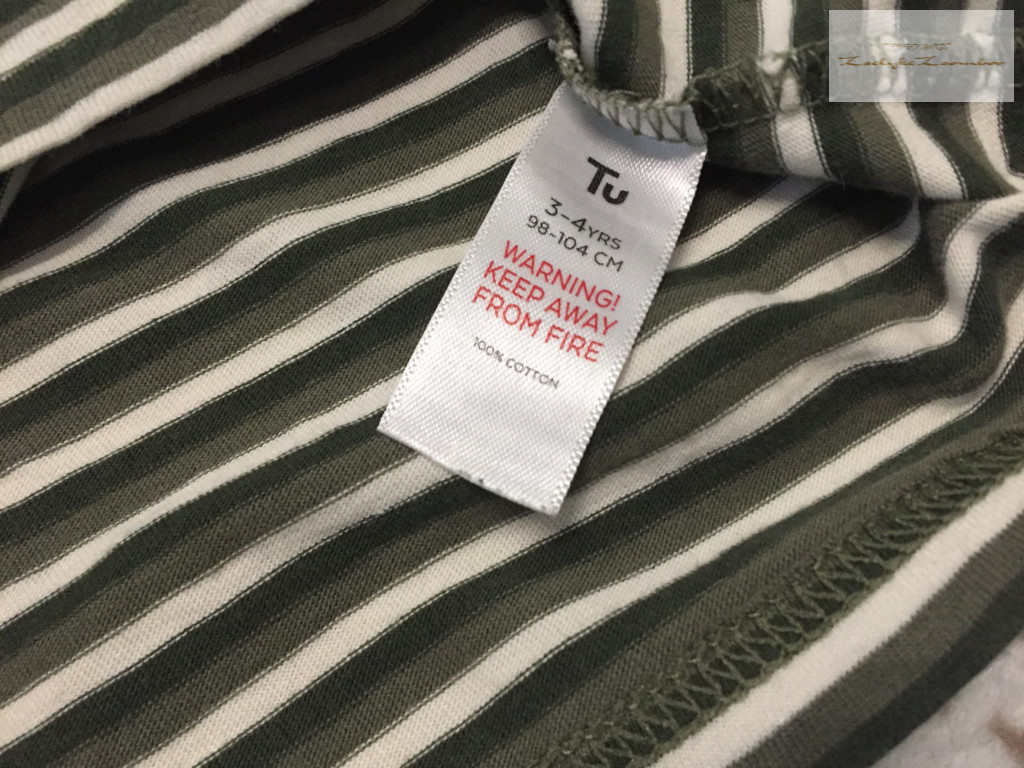 Tu
3-4YRS
98-104 CM
WARNING!
KEEP AWAY
FROM FIRE
100% COTTON